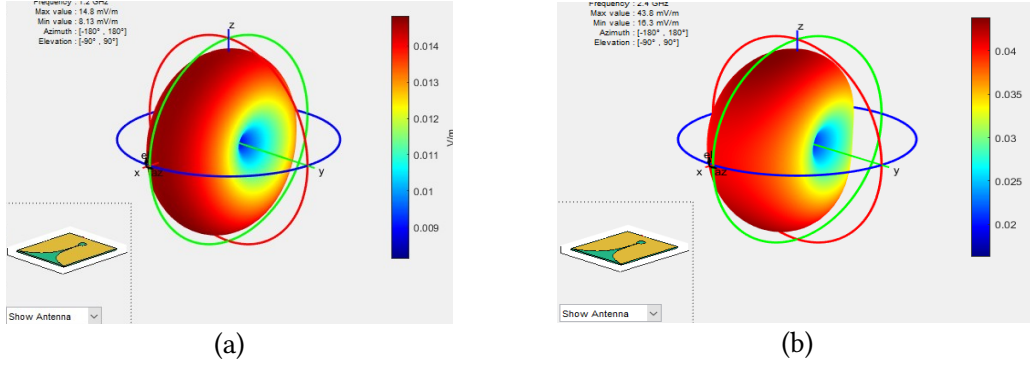 Frequency : 1.2 GHz
Max value : 14.8 mV/m
Min value : 8.13 mV/m
Azimuth : [-180° , 180°]
Elevation : [-90° , 90°]
z
x
y
el
az
0.014
0.013
0.012
0.011
0.01
0.009
V/m
Show Antenna
(a)
Frequency : 2.4 GHz
Max value : 43.8 mV/m
Min value : 16.3 mV/m
Azimuth : [-180° , 180°]
Elevation : [-90° , 90°]
z
x
y
az
0.04
0.035
0.03
0.025
0.02
Show Antenna
(b)